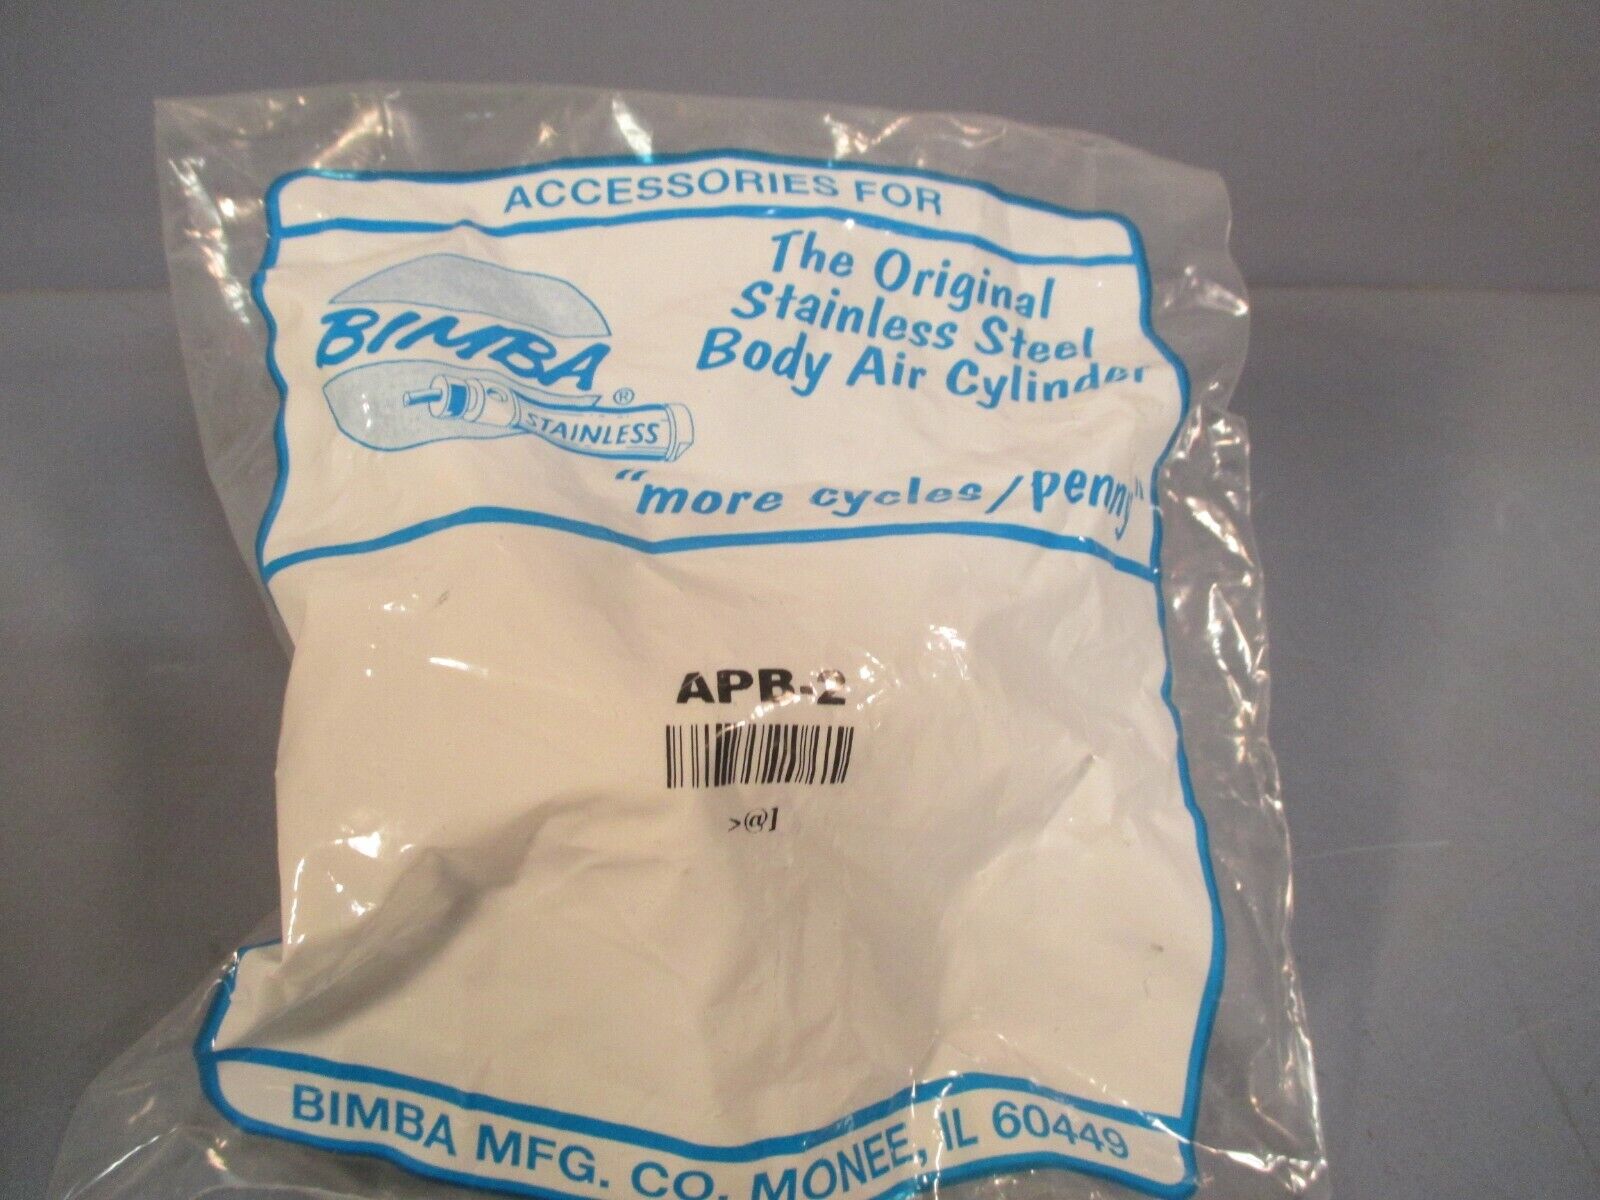 ACCESSORIES FOR
BIMBA®
STAINLESS
The Original
Stainless Steel
Body Air Cylinder
"more cycles/penny"
APB-2
>@]
BIMBA MFG. CO. MONEE, IL 60449